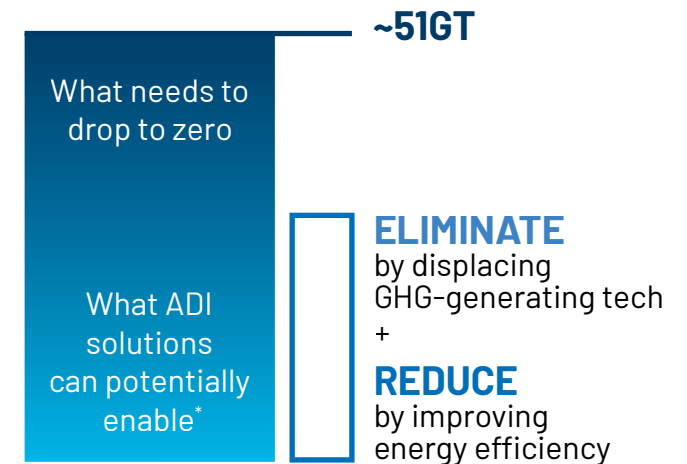 ~51GT
What needs to
drop to zero
ELIMINATE
by displacing
GHG-generating tech
+
REDUCE
by improving
energy efficiency
What ADI
solutions
can potentially
enable*